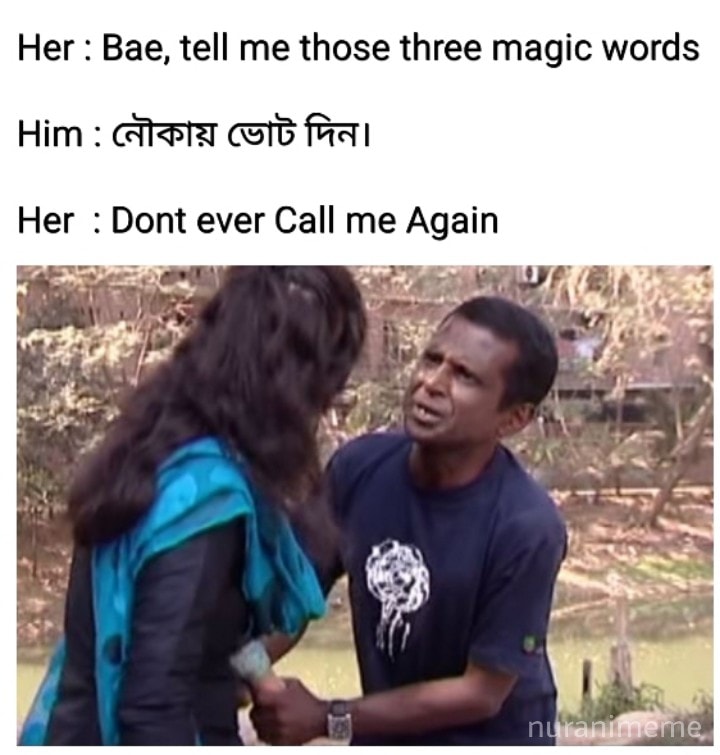 Her : Bae, tell me those three magic words
Him : নৌকায় ভোট দিন।
Her : Dont ever Call me Again
nuranimeme